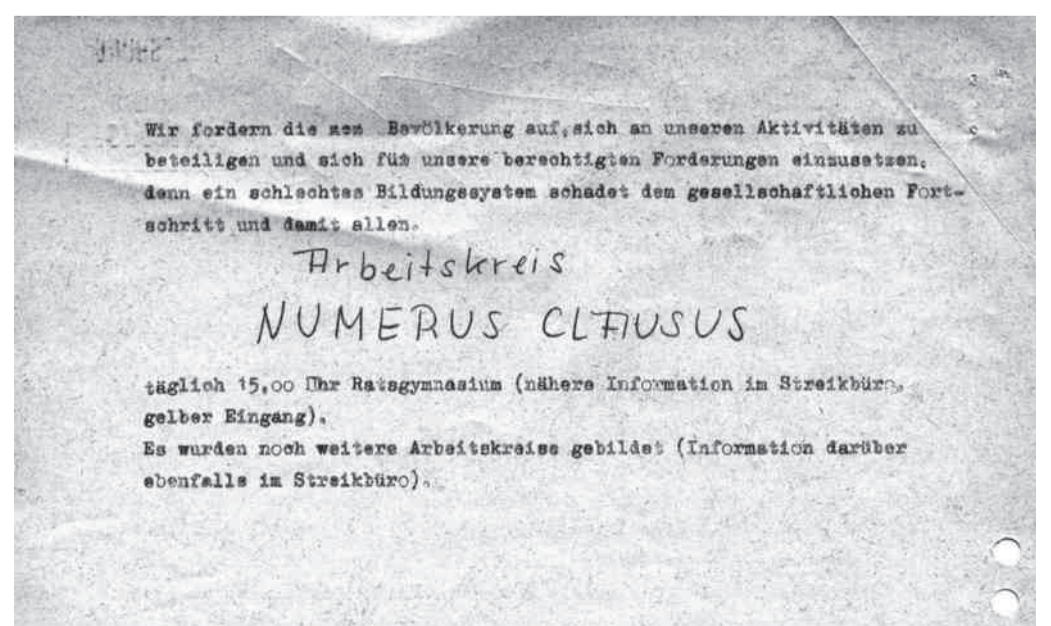 Wir fordern die Bevölkerung auf, sich an unseren Aktivitäten zu
beteiligen und sich für unsere berechtigten Forderungen einzusetzen,
denn ein schlechtes Bildungssystem schadet dem gesellschaftlichen Fort-
schritt und damit allen.
Arbeitskreis
NUMERUS CLAUSUS
täglich 15,00 Uhr Ratsgymnasium (nähere Information im Streikbüro,
gelber Eingang).
Es wurden noch weitere Arbeitskreise gebildet (Information darüber
ebenfalls im Streikbüro).